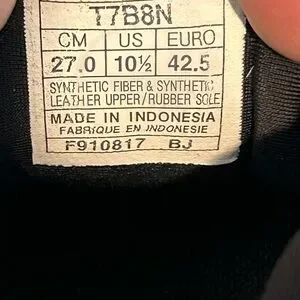 T7B8N
CM US EURO
27.0 10½ 42.5
SYNTHETIC FIBER & SYNTHETIC
LEATHER UPPER/RUBBER SOLE
MADE IN INDONESIA
FABRIQUE EN INDONESIE
F910817 BJ